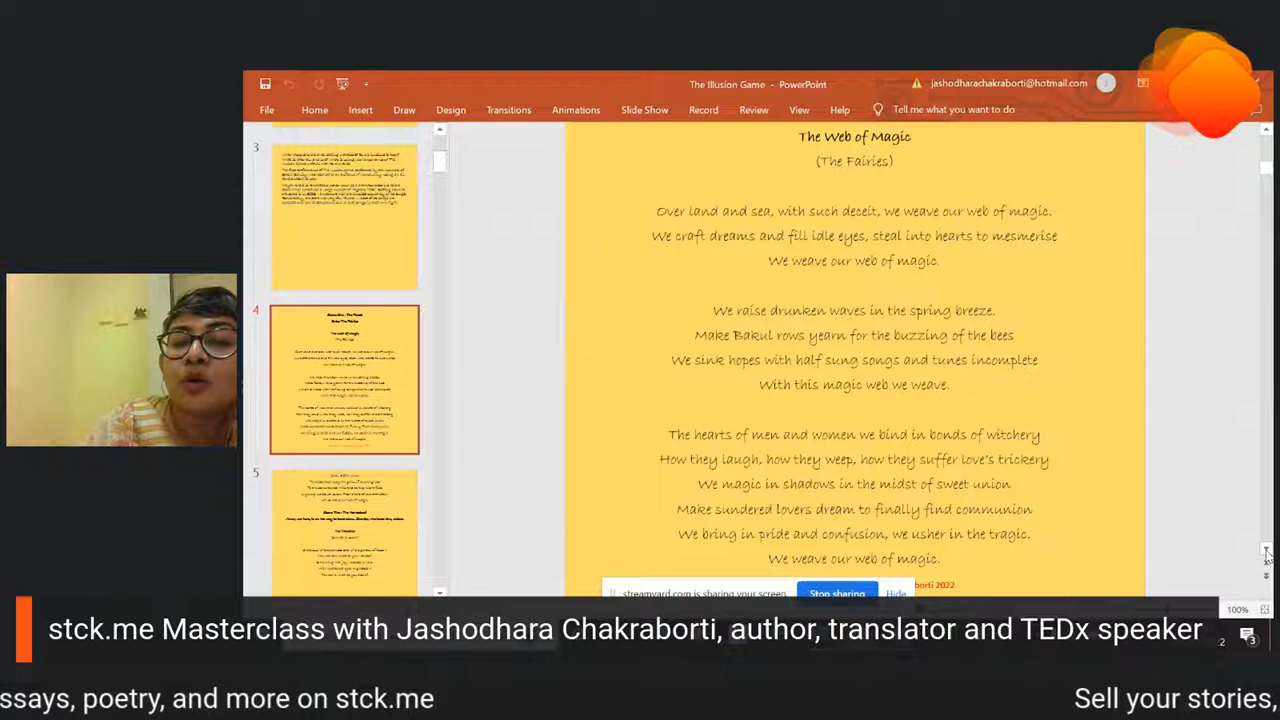 The Illusion Game - PowerPoint
jashodharachakraborti@hotmail.com
File Home Insert Draw Design Transitions Animations Slide Show Record Review View Help Tell me what you want to do
3
4
5
The Web of Magic
(The Fairies)
Over land and sea, with such deceit, we weave our web of magic.
We craft dreams and fill idle eyes, steal into hearts to mesmerise
We weave our web of magic.
We raise drunken waves in the spring breeze.
Make Bakul rows yearn for the buzzing of the bees
We sink hopes with half sung songs and tunes incomplete
With this magic web we weave.
The hearts of men and women we bind in bonds of witchery
How they laugh, how they weep, how they suffer love's trickery
We magic in shadows in the midst of sweet union
Make sundered lovers dream to finally find communion
We bring in pride and confusion, we usher in the tragic.
We weave our web of magic.
borti 2022
streamyard.com is sharing your screen.
Stop sharing
Hide
100%
stck.me Masterclass with Jashodhara Chakraborti, author, translator and TEDx speaker
2
3
ssays, poetry, and more on stck.me
Sell your stories,